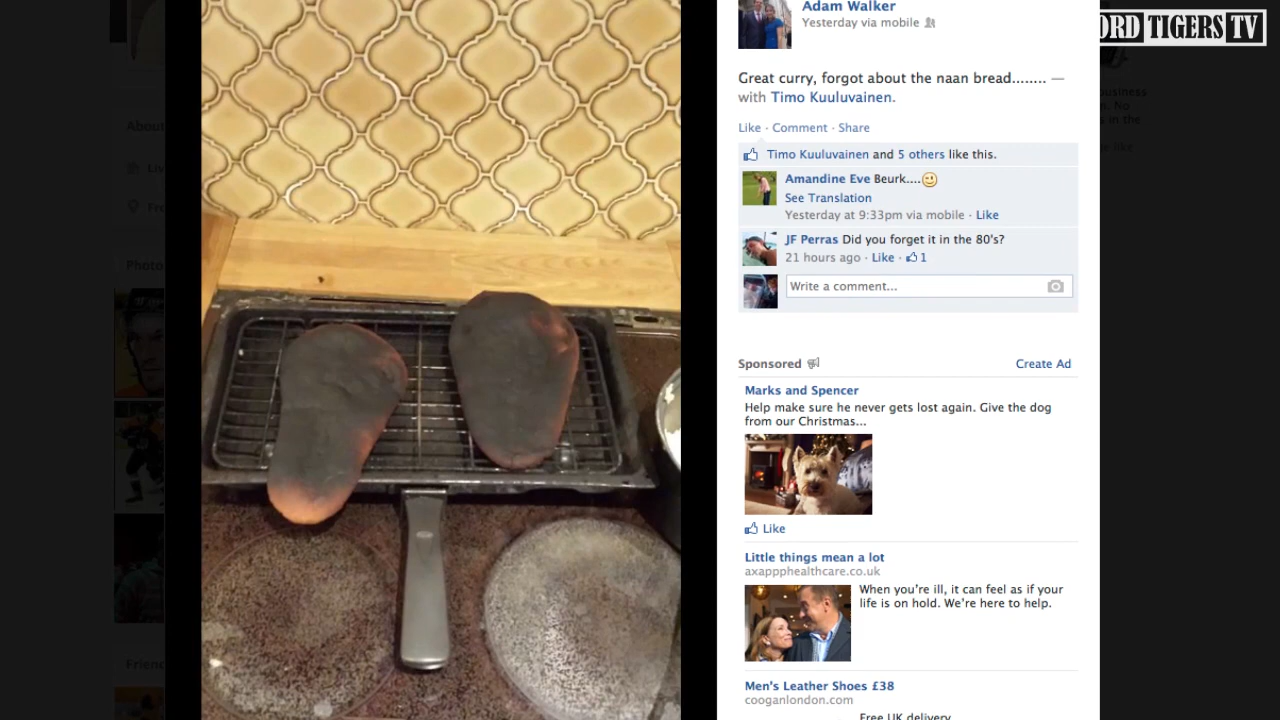 Adam Walker
ORD TIGERS TV
Yesterday via mobile
Great curry, forgot about the naan bread........ —
with Timo Kuuluvainen.
Like · Comment · Share
Timo Kuuluvainen and 5 others like this.
Amandine Eve Beurk....
See Translation
Yesterday at 9:33pm via mobile · Like
JF Perras Did you forget it in the 80's?
21 hours ago · Like · 1
Write a comment...
Sponsored
Create Ad
Marks and Spencer
Help make sure he never gets lost again. Give the dog
from our Christmas...
Like
Little things mean a lot
axappphealthcare.co.uk
When you're ill, it can feel as if your
life is on hold. We're here to help.
Men's Leather Shoes £38
cooganlondon.com
Free UK delivery
About
Photo
Friend